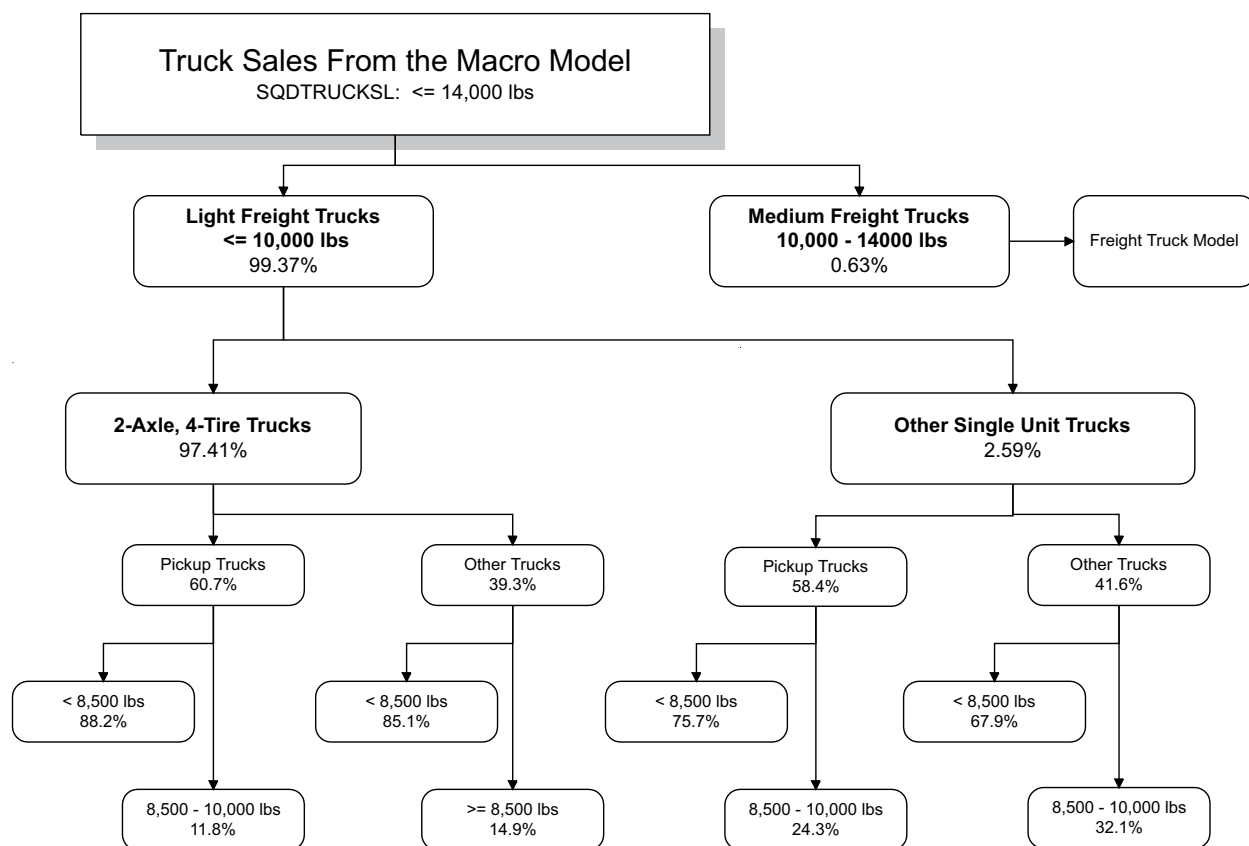 Truck Sales From the Macro Model
SQDTRUCKSL: <= 14,000 lbs
Light Freight Trucks
<= 10,000 lbs
99.37%
Medium Freight Trucks
10,000 - 14000 lbs
0.63%
Freight Truck Model
2-Axle, 4-Tire Trucks
97.41%
Other Single Unit Trucks
2.59%
Pickup Trucks
60.7%
Other Trucks
39.3%
Pickup Trucks
58.4%
Other Trucks
41.6%
< 8,500 lbs
88.2%
< 8,500 lbs
85.1%
< 8,500 lbs
75.7%
< 8,500 lbs
67.9%
8,500 - 10,000 lbs
11.8%
>= 8,500 lbs
14.9%
8,500 - 10,000 lbs
24.3%
8,500 - 10,000 lbs
32.1%